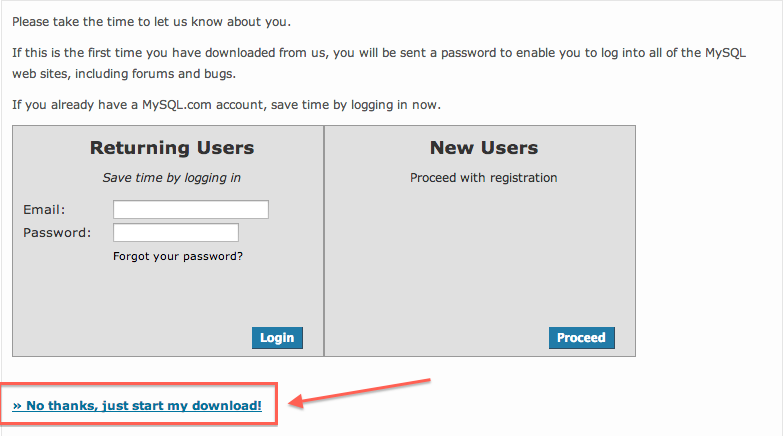 Please take the time to let us know about you.
If this is the first time you have downloaded from us, you will be sent a password to enable you to log into all of the MySQL
web sites, including forums and bugs.
If you already have a MySQL.com account, save time by logging in now.
Returning Users
Save time by logging in
Email:
Password:
Forgot your password?
Login
New Users
Proceed with registration
Proceed
» No thanks, just start my download!